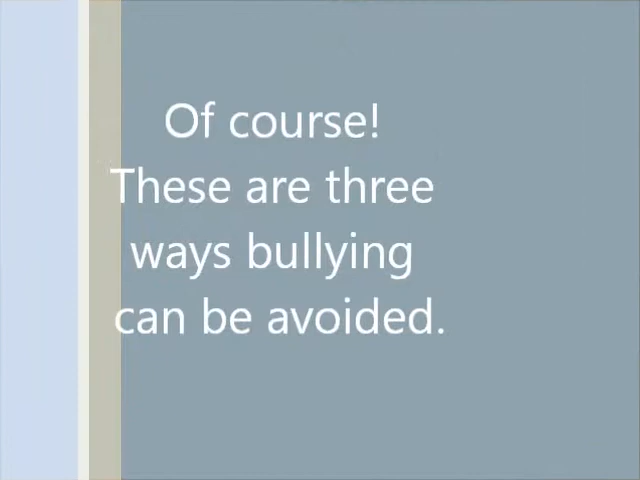 Of course!
These are three
ways bullying
can be avoided.